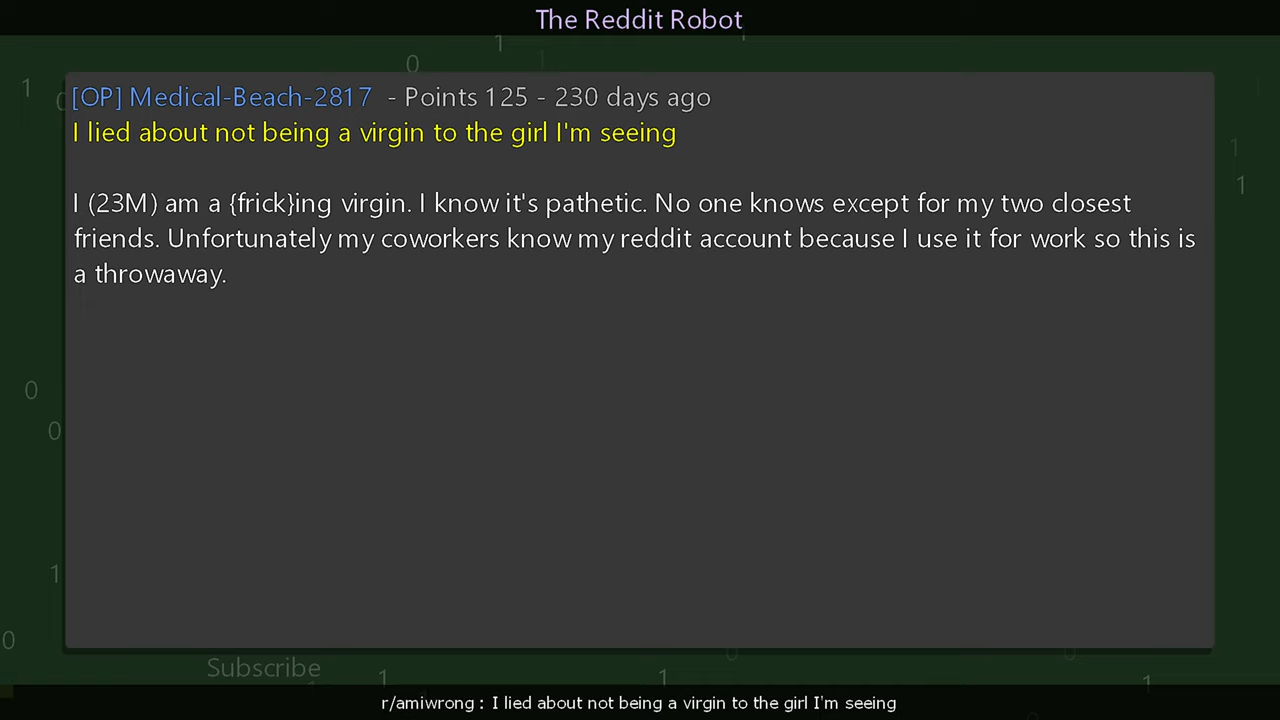 The Reddit Robot
[OP] Medical-Beach-2817 - Points 125 - 230 days ago
I lied about not being a virgin to the girl I'm seeing
I (23M) am a {frick}ing virgin. I know it's pathetic. No one knows except for my two closest
friends. Unfortunately my coworkers know my reddit account because I use it for work so this is
a throwaway.
Subscribe
r/amiwrong : I lied about not being a virgin to the girl I'm seeing